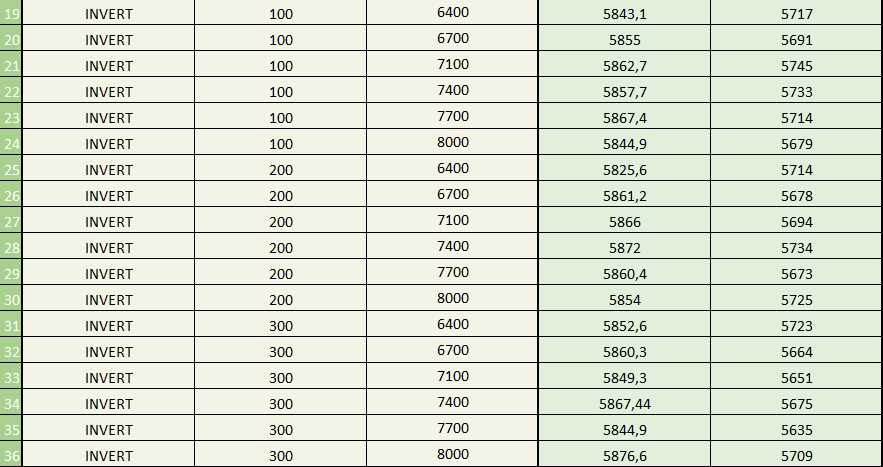 19 INVERT 100 6400 5843,1 5717
20 INVERT 100 6700 5855 5691
21 INVERT 100 7100 5862,7 5745
22 INVERT 100 7400 5857,7 5733
23 INVERT 100 7700 5867,4 5714
24 INVERT 100 8000 5844,9 5679
25 INVERT 200 6400 5825,6 5714
26 INVERT 200 6700 5861,2 5678
27 INVERT 200 7100 5866 5694
28 INVERT 200 7400 5872 5734
29 INVERT 200 7700 5860,4 5673
30 INVERT 200 8000 5854 5725
31 INVERT 300 6400 5852,6 5723
32 INVERT 300 6700 5860,3 5664
33 INVERT 300 7100 5849,3 5651
34 INVERT 300 7400 5867,44 5675
35 INVERT 300 7700 5844,9 5635
36 INVERT 300 8000 5876,6 5709